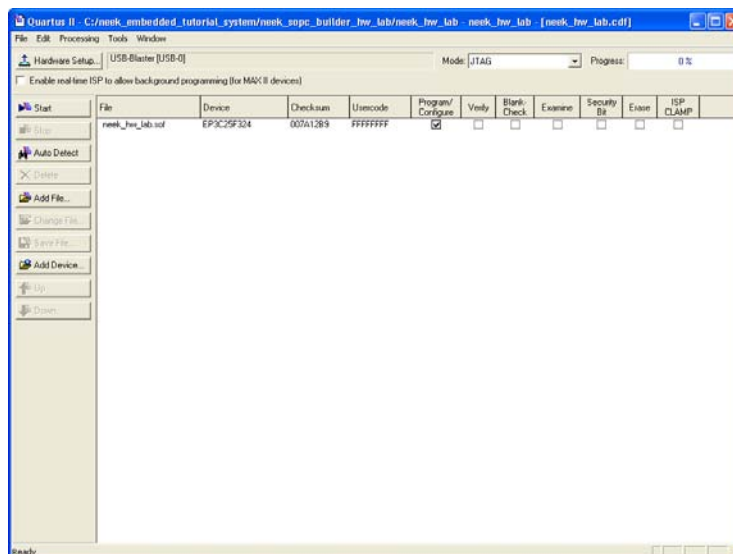 Quartus II - C:/neek_embedded_tutorial_system/neek_sopc_builder_hw_lab/neek_hw_lab - neek_hw_lab - [neek_hw_lab.cdf]
File Edit Processing Tools Window
Hardware Setup... USB-Blaster [USB-0] Mode: JTAG Progress: 0 %
Enable real-time ISP to allow background programming (for MAX II devices)
Start
Stop
Auto Detect
Delete
Add File...
Change File...
Save File...
Add Device...
Up
Down
File Device Checksum Usercode Program/ Configure Verify Blank- Check Examine Security Bit Erase ISP CLAMP
neek_hw_lab.sof EP3C25F324 007A12B9 FFFFFFFF
Ready